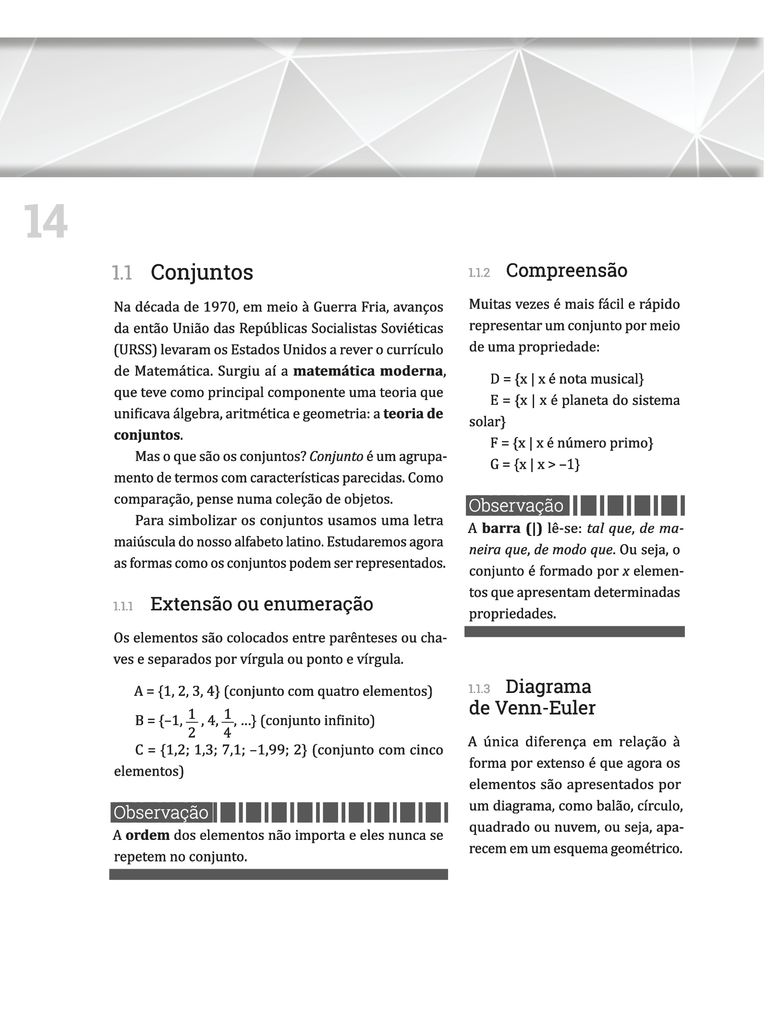 14
1.1 Conjuntos
Na década de 1970, em meio à Guerra Fria, avanços
da então União das Repúblicas Socialistas Soviéticas
(URSS) levaram os Estados Unidos a rever o currículo
de Matemática. Surgiu aí a matemática moderna,
que teve como principal componente uma teoria que
unificava álgebra, aritmética e geometria: a teoria de
conjuntos.
Mas o que são os conjuntos? Conjunto é um agrupa-
mento de termos com características parecidas. Como
comparação, pense numa coleção de objetos.
Para simbolizar os conjuntos usamos uma letra
maiúscula do nosso alfabeto latino. Estudaremos agora
as formas como os conjuntos podem ser representados.
1.1.1 Extensão ou enumeração
Os elementos são colocados entre parênteses ou cha-
ves e separados por vírgula ou ponto e vírgula.
A = {1, 2, 3, 4} (conjunto com quatro elementos)
B = {–1, 1/2, 4, 1/4, ...} (conjunto infinito)
C = {1,2; 1,3; 7,1; –1,99; 2} (conjunto com cinco
elementos)
Observação
A ordem dos elementos não importa e eles nunca se
repetem no conjunto.
1.1.2 Compreensão
Muitas vezes é mais fácil e rápido
representar um conjunto por meio
de uma propriedade:
D = {x | x é nota musical}
E = {x | x é planeta do sistema
solar}
F = {x | x é número primo}
G = {x | x > –1}
Observação
A barra (|) lê-se: tal que, de ma-
neira que, de modo que. Ou seja, o
conjunto é formado por x elemen-
tos que apresentam determinadas
propriedades.
1.1.3 Diagrama
de Venn-Euler
A única diferença em relação à
forma por extenso é que agora os
elementos são apresentados por
um diagrama, como balão, círculo,
quadrado ou nuvem, ou seja, apa-
recem em um esquema geométrico.